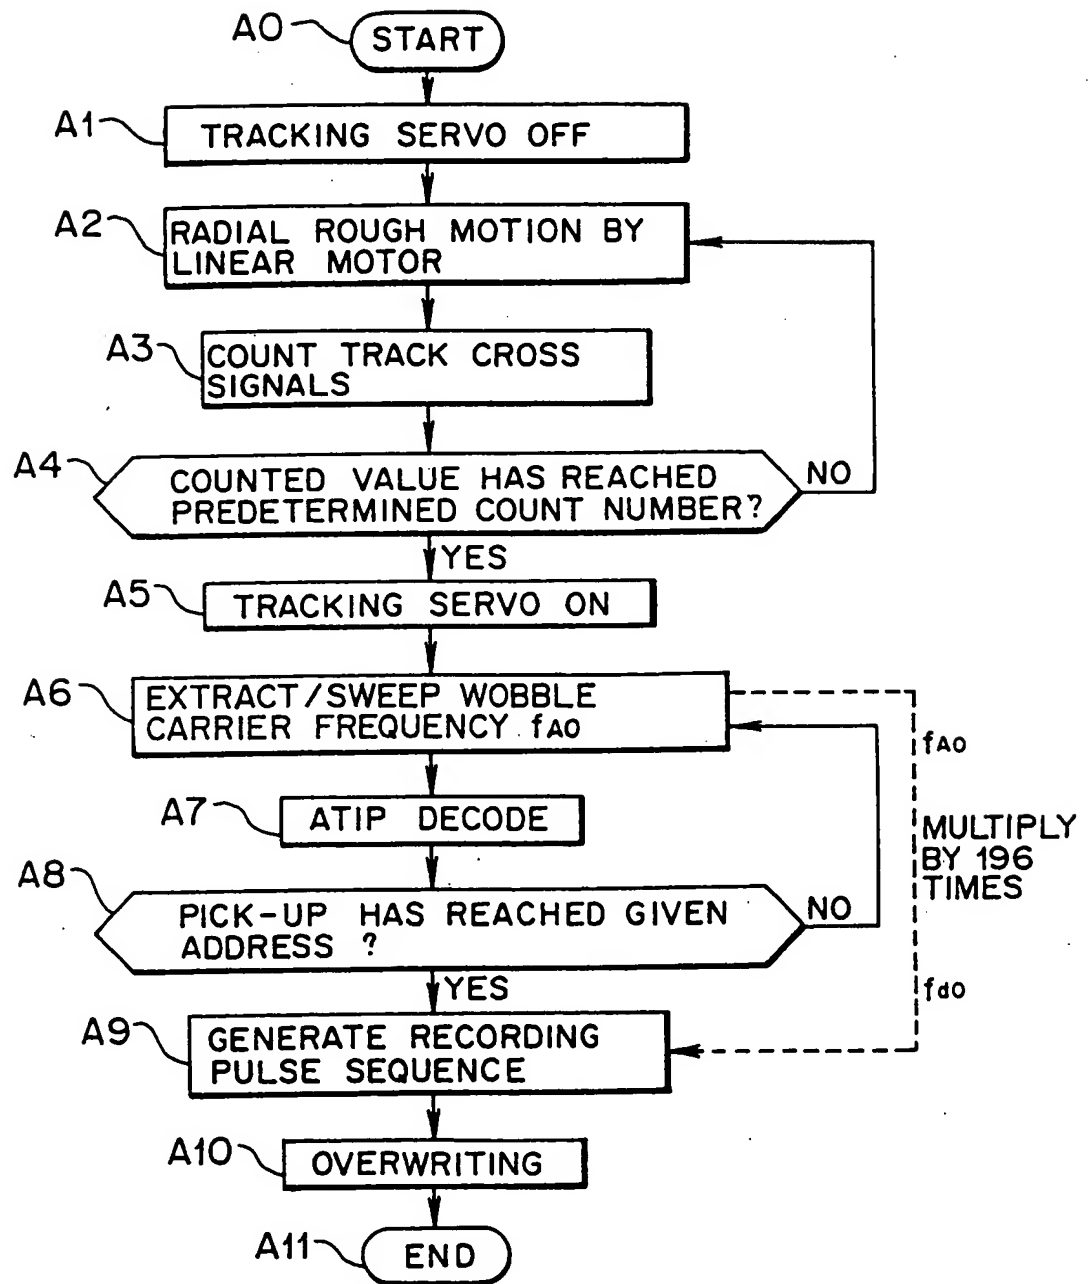 A0 START
A1 TRACKING SERVO OFF
A2 RADIAL ROUGH MOTION BY
LINEAR MOTOR
A3 COUNT TRACK CROSS
SIGNALS
A4 COUNTED VALUE HAS REACHED
PREDETERMINED COUNT NUMBER?
NO
YES
A5 TRACKING SERVO ON
A6 EXTRACT/SWEEP WOBBLE
CARRIER FREQUENCY fAO
fAO
A7 ATIP DECODE
MULTIPLY
BY 196
TIMES
A8 PICK-UP HAS REACHED GIVEN
ADDRESS ?
NO
YES
fdO
A9 GENERATE RECORDING
PULSE SEQUENCE
A10 OVERWRITING
A11 END